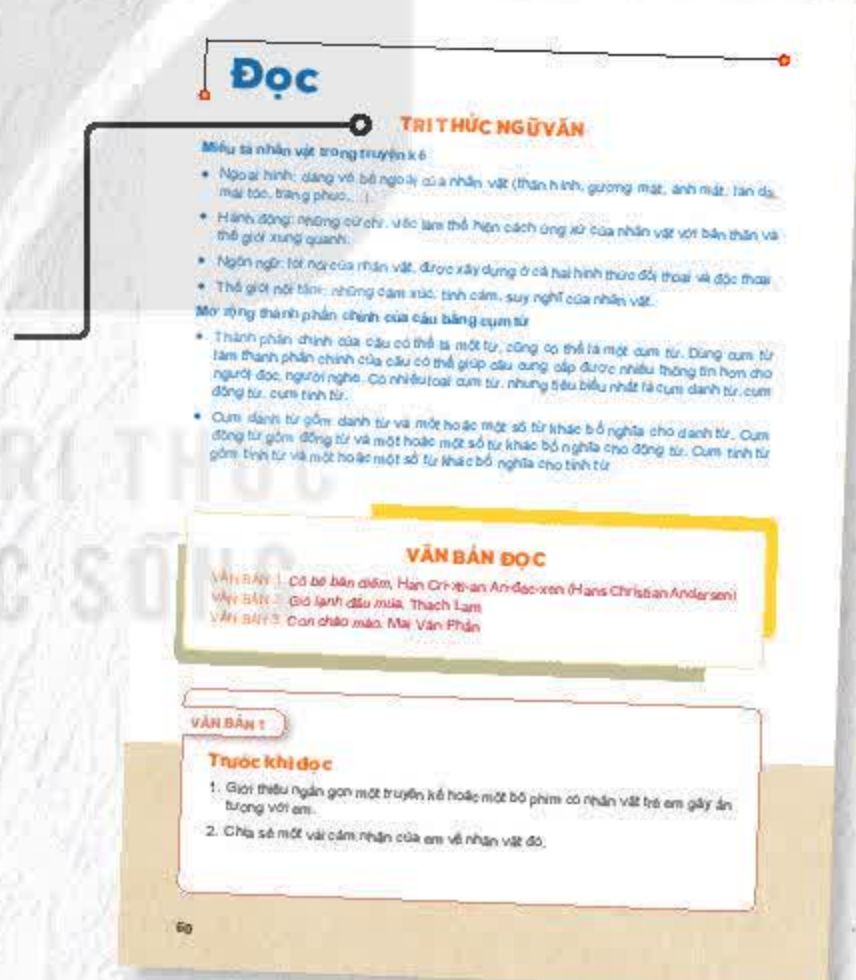 Đọc
TRI THỨC NGỮ VĂN
Miêu tả nhân vật trong truyện kể
• Ngoại hình: dáng vẻ bề ngoài của nhân vật (thân hình, gương mặt, ánh mắt, làn da,
mái tóc, trang phục,...).
• Hành động: những cử chỉ, việc làm thể hiện cách ứng xử của nhân vật với bản thân và
thế giới xung quanh.
• Ngôn ngữ: lời nói của nhân vật, được xây dựng ở cả hai hình thức đối thoại và độc thoại.
• Thế giới nội tâm: những cảm xúc, tình cảm, suy nghĩ của nhân vật.
Mở rộng thành phần chính của câu bằng cụm từ
• Thành phần chính của câu có thể là một từ, cũng có thể là một cụm từ. Dùng cụm từ
làm thành phần chính của câu có thể giúp câu cung cấp được nhiều thông tin hơn cho
người đọc, người nghe. Có nhiều loại cụm từ, nhưng tiêu biểu nhất là cụm danh từ, cụm
động từ, cụm tính từ.
• Cụm danh từ gồm danh từ và một hoặc một số từ khác bổ nghĩa cho danh từ. Cụm
động từ gồm động từ và một hoặc một số từ khác bổ nghĩa cho động từ. Cụm tính từ
gồm tính từ và một hoặc một số từ khác bổ nghĩa cho tính từ.
RI THỨC
C SỐNG
VĂN BẢN ĐỌC
VĂN BẢN 1. Cô bé bán diêm, Han Cri-xti-an An-đéc-xen (Hans Christian Andersen)
VĂN BẢN 2. Gió lạnh đầu mùa, Thạch Lam
VĂN BẢN 3. Con chào mào, Mai Văn Phấn
VĂN BẢN 1
Trước khi đọc
1. Giới thiệu ngắn gọn một truyện kể hoặc một bộ phim có nhân vật trẻ em gây ấn
tượng với em.
2. Chia sẻ một vài cảm nhận của em về nhân vật đó.
60